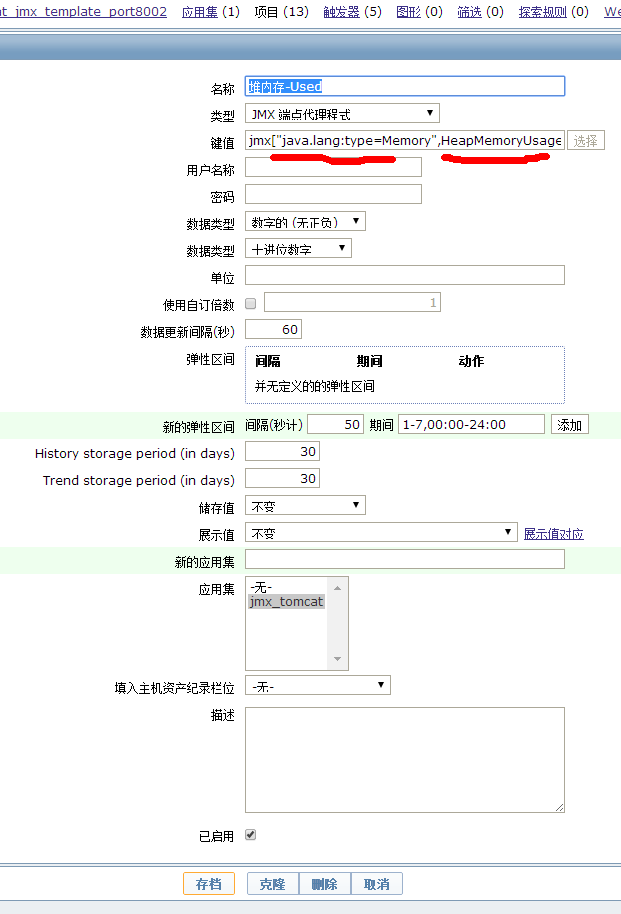 at_jmx_template_port8002 应用集 (1) 项目 (13) 触发器 (5) 图形 (0) 筛选 (0) 探索规则 (0) We
名称 堆内存-Used
类型 JMX 端点代理程式
键值 jmx["java.lang:type=Memory",HeapMemoryUsage 选择
用户名称
密码
数据类型 数字的 (无正负)
数据类型 十进位数字
单位
使用自订倍数 1
数据更新间隔(秒) 60
弹性区间 间隔 期间 动作
并无定义的的弹性区间
新的弹性区间 间隔(秒计) 50 期间 1-7,00:00-24:00 添加
History storage period (in days) 30
Trend storage period (in days) 30
储存值 不变
展示值 不变 展示值对应
新的应用集
应用集 -无-
jmx_tomcat
填入主机资产纪录栏位 -无-
描述
已启用
存档 克隆 删除 取消